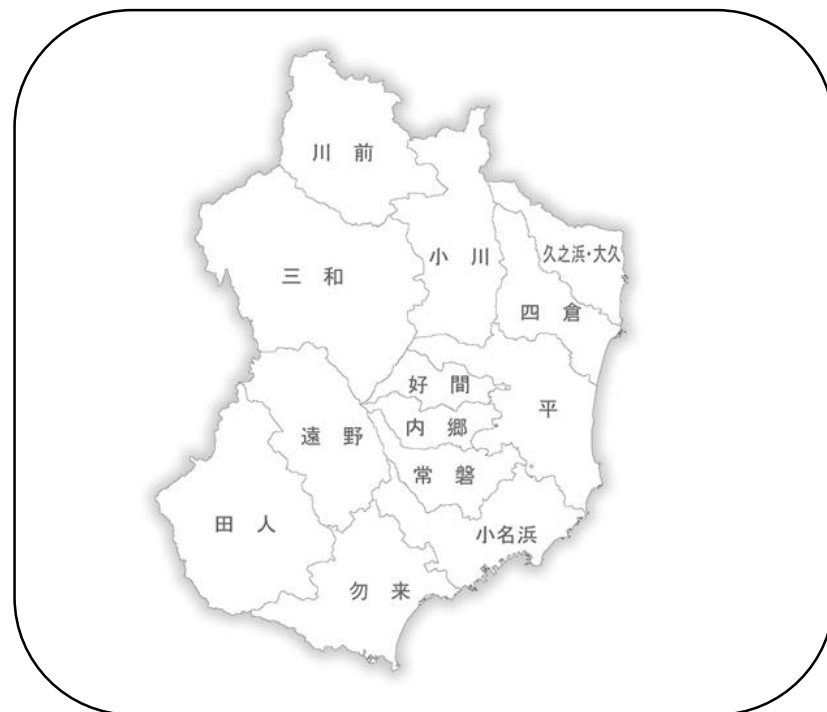 川 前
小 川
久之浜・大久
三 和
四 倉
好 間
平
内 郷
遠 野
常 磐
田 人
小名浜
勿 来